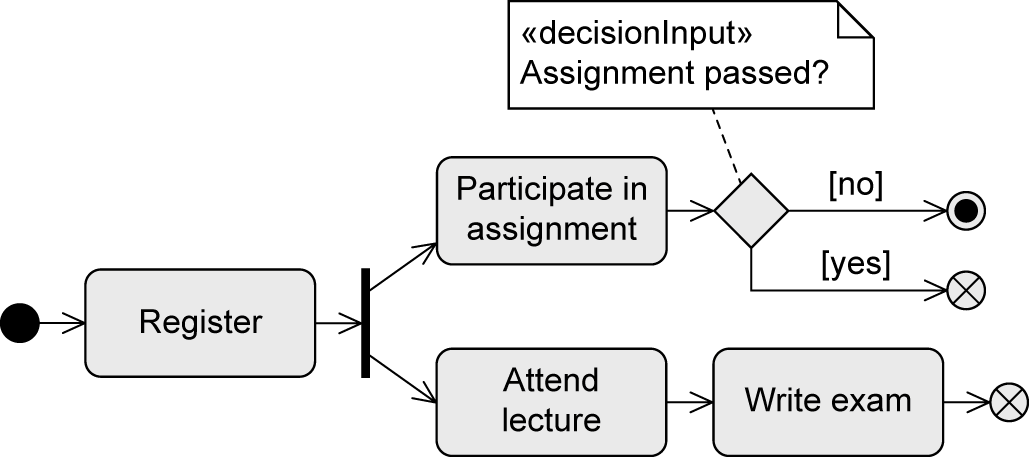 «decisionInput»
Assignment passed?
Participate in
assignment
[no]
[yes]
Register
Attend
lecture
Write exam